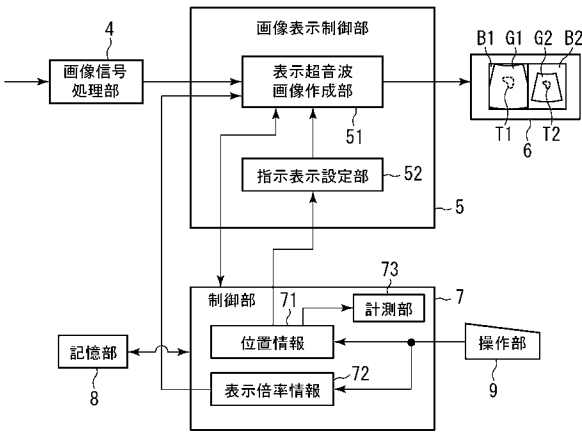 画像表示制御部
4
画像信号
処理部
表示超音波
画像作成部
51
指示表示設定部
52
5
B1 G1 G2 B2
T1 T2
6
制御部
7
71
位置情報
73
計測部
72
表示倍率情報
記憶部
8
操作部
9